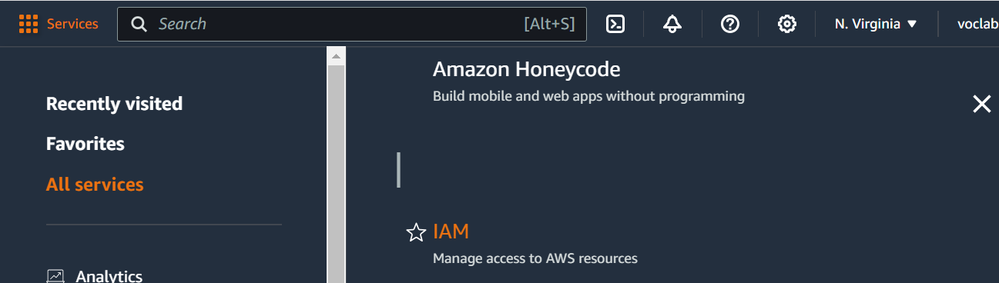 Services
Search
[Alt+S]
N. Virginia
voclab
Recently visited
Favorites
All services
Analytics
Amazon Honeycode
Build mobile and web apps without programming
IAM
Manage access to AWS resources